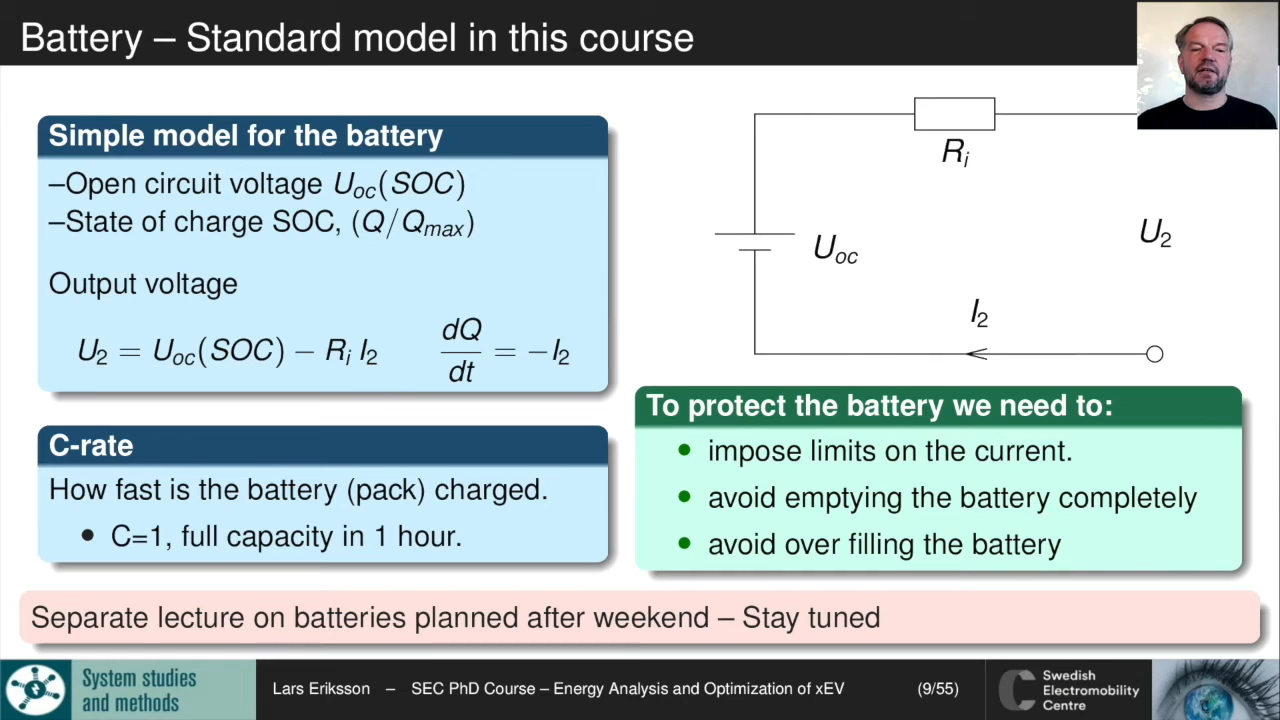 Battery – Standard model in this course
Simple model for the battery
–Open circuit voltage U_oc(SOC)
–State of charge SOC, (Q/Q_max)
Output voltage
U_2 = U_oc(SOC) − R_i I_2    dQ/dt = −I_2
C-rate
How fast is the battery (pack) charged.
• C=1, full capacity in 1 hour.
R_i
U_oc
U_2
I_2
To protect the battery we need to:
• impose limits on the current.
• avoid emptying the battery completely
• avoid over filling the battery
Separate lecture on batteries planned after weekend – Stay tuned
System studies
and methods
Lars Eriksson – SEC PhD Course – Energy Analysis and Optimization of xEV (9/55)
Swedish
Electromobility
Centre